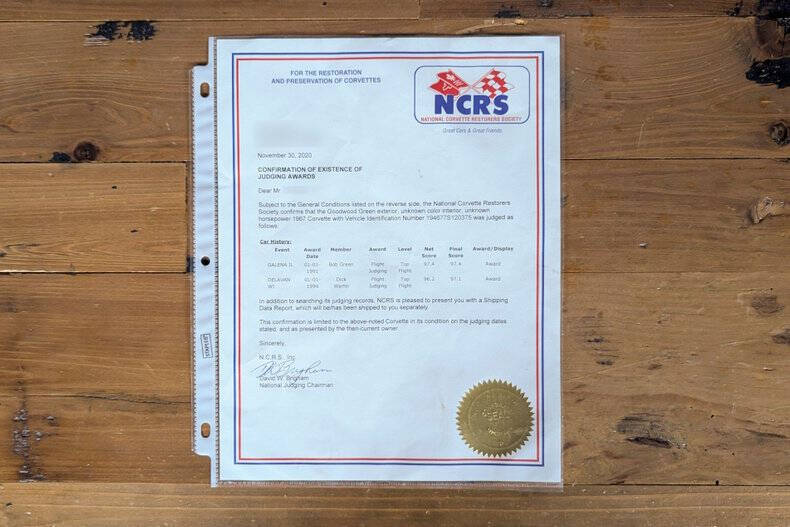 FOR THE RESTORATION
AND PRESERVATION OF CORVETTES
NCRS
NATIONAL CORVETTE RESTORERS SOCIETY
Great Cars & Great Friends
November 30, 2020
CONFIRMATION OF EXISTENCE OF
JUDGING AWARDS
Dear Mr
Subject to the General Conditions listed on the reverse side, the National Corvette Restorers
Society confirms that the Goodwood Green exterior, unknown color interior, unknown
horsepower 1967 Corvette with Vehicle Identification Number 194677S120375 was judged as
follows:
Car History:
Event Award Date Member Award Level Net Score Final Score Award/Display
GALENA IL 01-01-1991 Bob Green Flight Judging Top Flight 97.4 97.4 Award
DELAVAN WI 01-01-1994 Dick Flight Judging Top Flight 96.2 97.1 Award
In addition to searching its judging records, NCRS is pleased to present you with a Shipping
Data Report, which will be/has been shipped to you separately.
This confirmation is limited to the above-noted Corvette in its condition on the judging dates
stated, and as presented by the then-current owner.
Sincerely,
N.C.R.S., Inc.
David W. Brigham
National Judging Chairman
SEAL
STAPLES